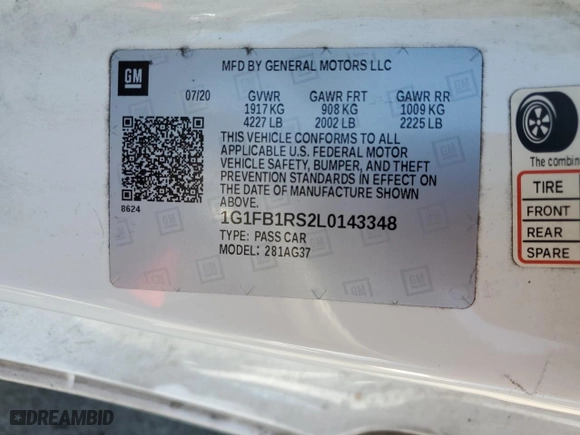 GM
MFD BY GENERAL MOTORS LLC
07/20 GVWR GAWR FRT GAWR RR
1917 KG 908 KG 1009 KG
4227 LB 2002 LB 2225 LB
THIS VEHICLE CONFORMS TO ALL
APPLICABLE U.S. FEDERAL MOTOR
VEHICLE SAFETY, BUMPER, AND THEFT
PREVENTION STANDARDS IN EFFECT ON
THE DATE OF MANUFACTURE SHOWN
ABOVE.
8624
1G1FB1RS2L0143348
TYPE: PASS CAR
MODEL: 281AG37
The combin
TIRE
FRONT
REAR
SPARE
DREAMBID